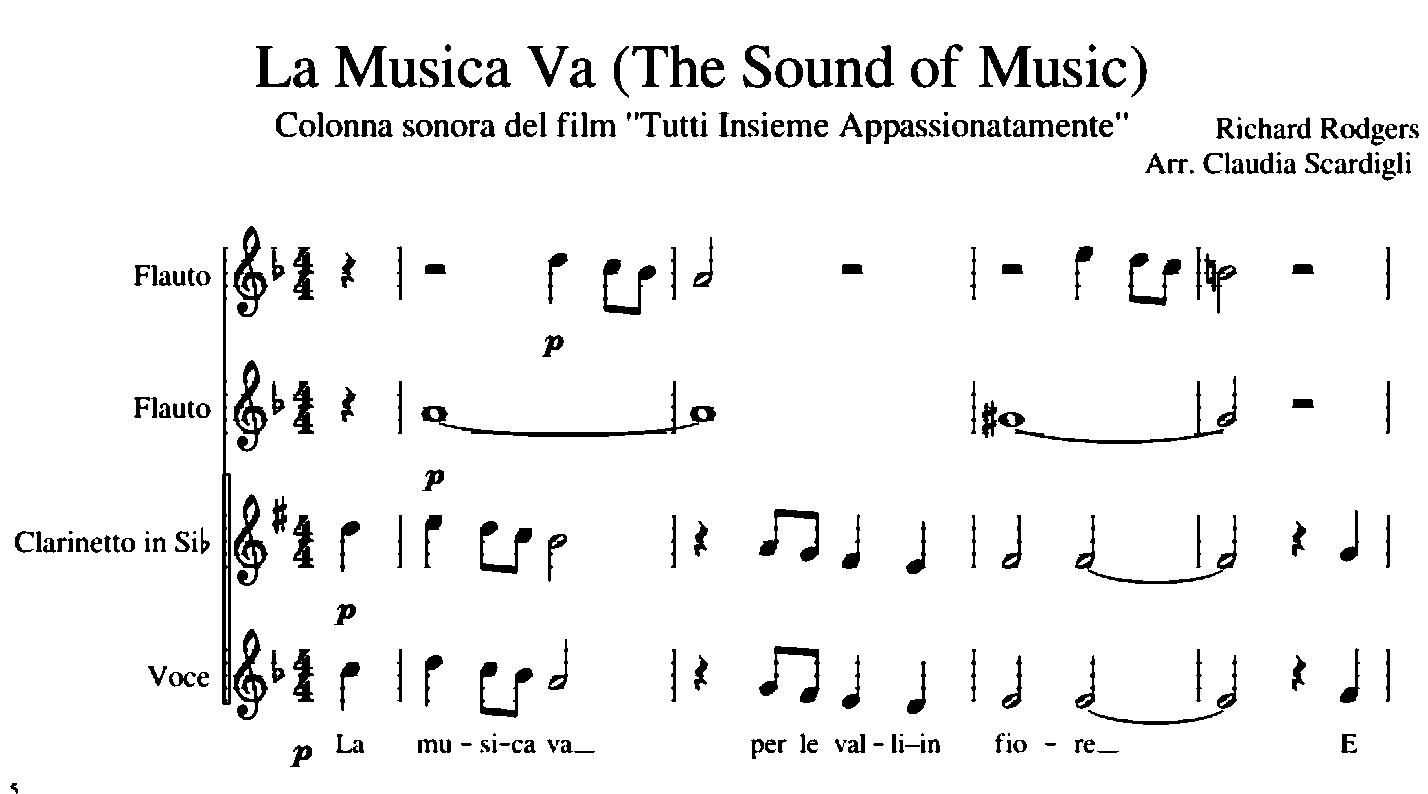 La Musica Va (The Sound of Music)
Colonna sonora del film "Tutti Insieme Appassionatamente"
Richard Rodgers
Arr. Claudia Scardigli
Flauto
p
Flauto
p
Clarinetto in Si♭
p
Voce
p La mu - si-ca va_ per le val-li-in fio - re_ E
5